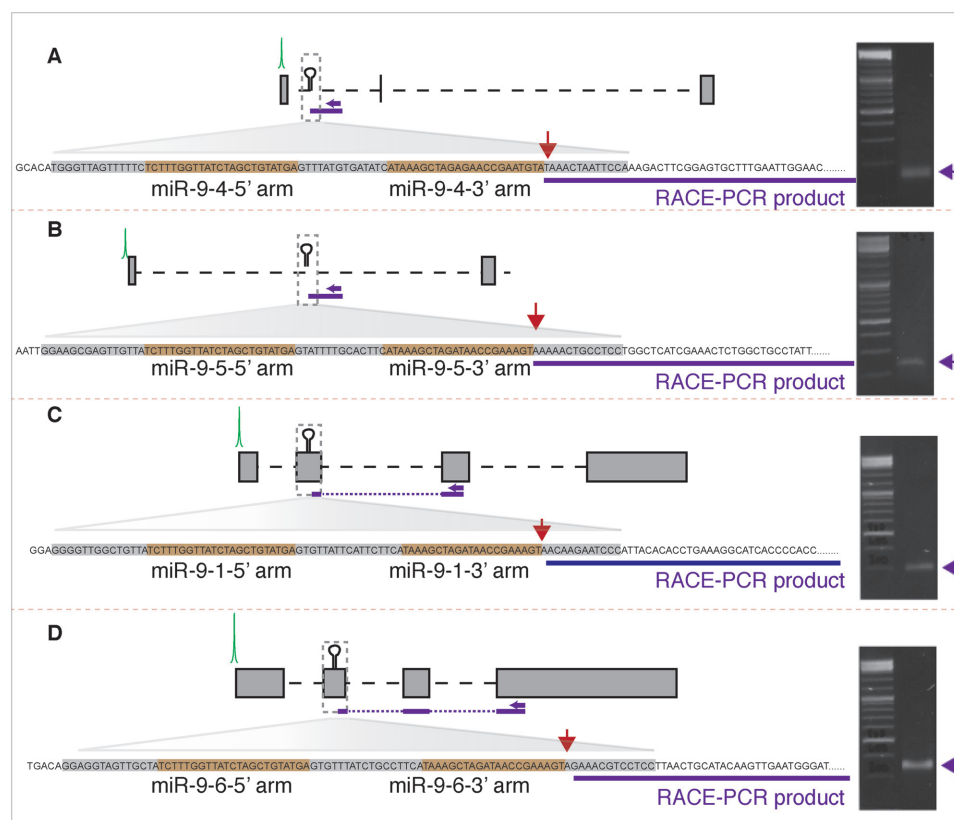 A
GCACATGGGTTAGTTTTTCTCTTTGGTTATCTAGCTGTATGAGTTTATGTGATATCATAAAGCTAGAGAACCGAATGTATAAACTAATTCCAAAGACTTCGGAGTGCTTTGAATTGGAAC........
miR-9-4-5’ arm miR-9-4-3’ arm
RACE-PCR product
B
AATTGGAAGCGAGTTGTTATCTTTGGTTATCTAGCTGTATGAGTATTTTGCACTTCATAAAGCTAGATAACCGAAAGTAAAAACTGCCTCCTGGCTCATCGAAACTCTGGCTGCCTATT.......
miR-9-5-5’ arm miR-9-5-3’ arm
RACE-PCR product
C
GGAGGGGTTGGCTGTTATCTTTGGTTATCTAGCTGTATGAGTGTTATTCATTCTTCATAAAGCTAGATAACCGAAAGTAACAAGAATCCCATTACACACCTGAAAGGCATCACCCCACC........
miR-9-1-5’ arm miR-9-1-3’ arm
RACE-PCR product
D
TGACAGGAGGTAGTTGCTATCTTTGGTTATCTAGCTGTATGAGTGTTTATCTGCCTTCATAAAGCTAGATAACCGAAAGTAGAAACGTCCTCCTTAACTGCATACAAGTTGAATGGGAT......
miR-9-6-5’ arm miR-9-6-3’ arm
RACE-PCR product